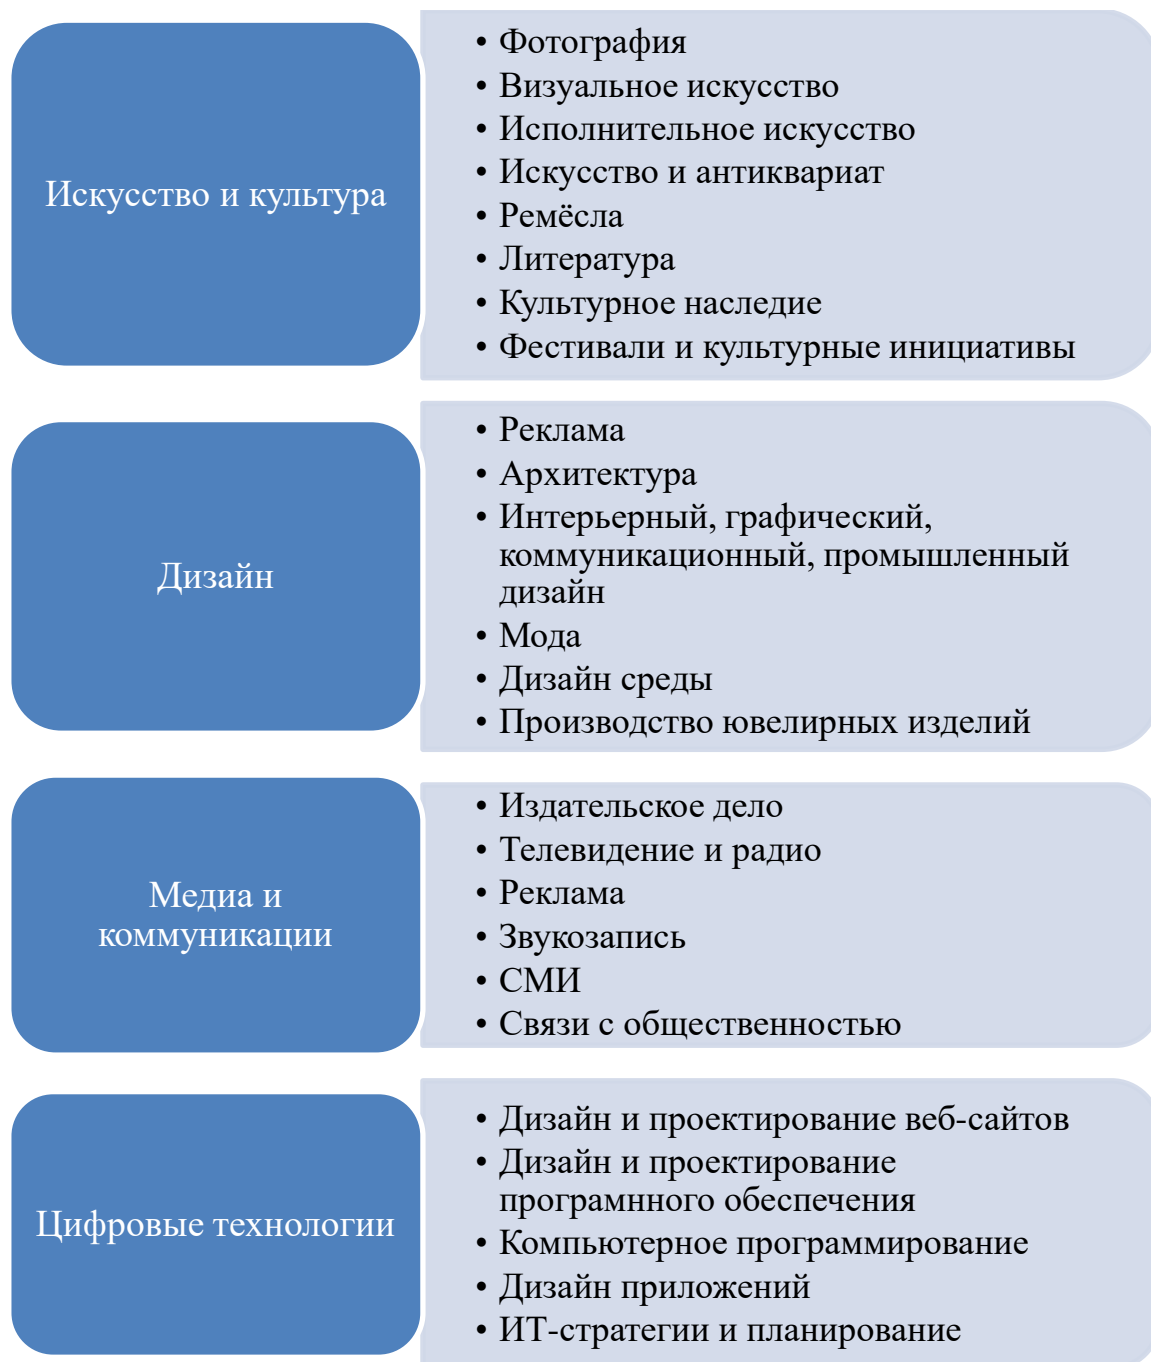 Искусство и культура
• Фотография
• Визуальное искусство
• Исполнительное искусство
• Искусство и антиквариат
• Ремёсла
• Литература
• Культурное наследие
• Фестивали и культурные инициативы
Дизайн
• Реклама
• Архитектура
• Интерьерный, графический,
коммуникационный, промышленный
дизайн
• Мода
• Дизайн среды
• Производство ювелирных изделий
Медиа и
коммуникации
• Издательское дело
• Телевидение и радио
• Реклама
• Звукозапись
• СМИ
• Связи с общественностью
Цифровые технологии
• Дизайн и проектирование веб-сайтов
• Дизайн и проектирование
програмнного обеспечения
• Компьютерное программирование
• Дизайн приложений
• ИТ-стратегии и планирование